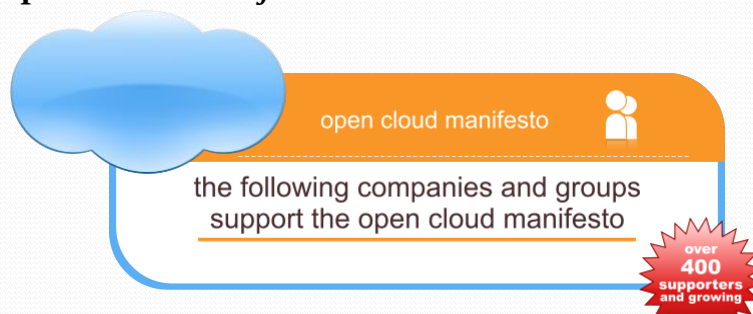 open cloud manifesto
the following companies and groups
support the open cloud manifesto
over
400
supporters
and growing